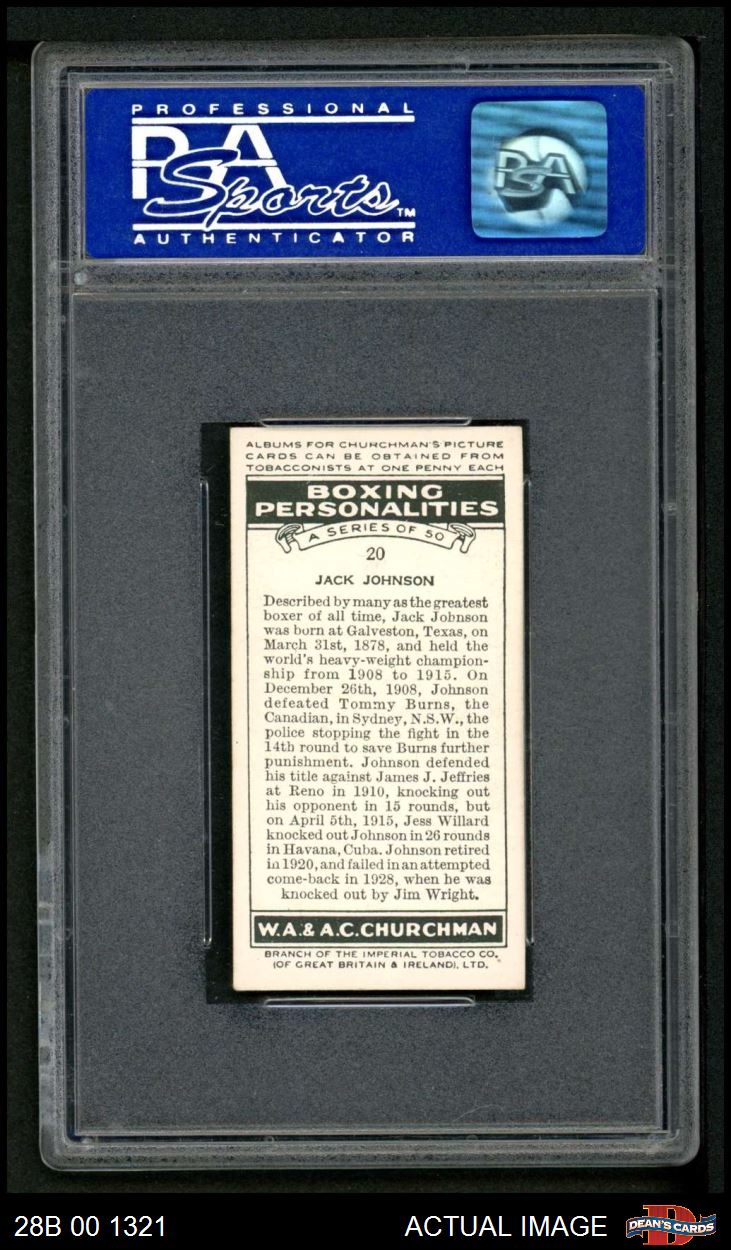 PROFESSIONAL
PSA
Sports™
AUTHENTICATOR
PSA
ALBUMS FOR CHURCHMAN'S PICTURE
CARDS CAN BE OBTAINED FROM
TOBACCONISTS AT ONE PENNY EACH
BOXING
PERSONALITIES
A SERIES OF 50
20
JACK JOHNSON
Described by many as the greatest
boxer of all time, Jack Johnson
was born at Galveston, Texas, on
March 31st, 1878, and held the
world's heavy-weight champion-
ship from 1908 to 1915. On
December 26th, 1908, Johnson
defeated Tommy Burns, the
Canadian, in Sydney, N.S.W., the
police stopping the fight in the
14th round to save Burns further
punishment. Johnson defended
his title against James J. Jeffries
at Reno in 1910, knocking out
his opponent in 15 rounds, but
on April 5th, 1915, Jess Willard
knocked out Johnson in 26 rounds
in Havana, Cuba. Johnson retired
in 1920, and failed in an attempted
come-back in 1928, when he was
knocked out by Jim Wright.
W.A. & A.C. CHURCHMAN
BRANCH OF THE IMPERIAL TOBACCO CO.
(OF GREAT BRITAIN & IRELAND), LTD.
28B 00 1321 ACTUAL IMAGE DEAN'S CARDS